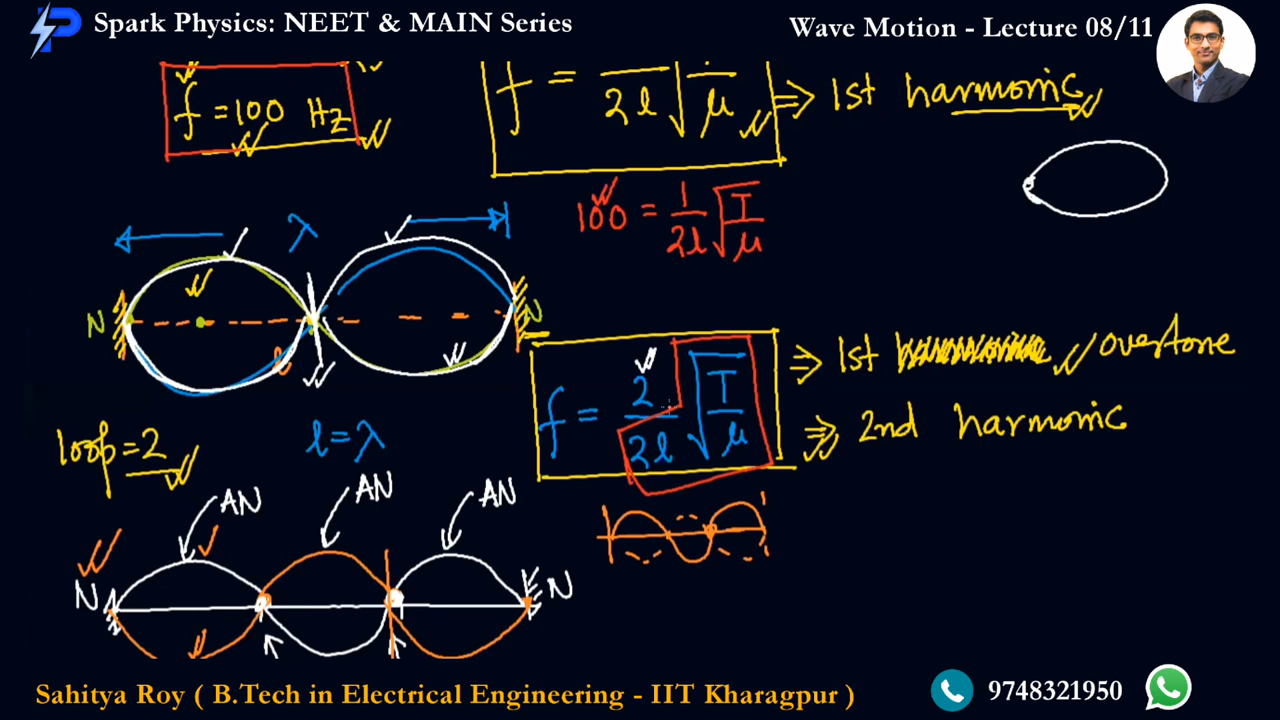 Spark Physics: NEET & MAIN Series
Wave Motion - Lecture 08/11
f = 100 Hz
f = 2l √ μ ⇒ 1st harmonic
100 = 1/2l √T/μ
λ
N N
f = 2/2l √T/μ
⇒ 1st overtone
⇒ 2nd harmonic
loop = 2
l = λ
AN AN AN
N N
Sahitya Roy ( B.Tech in Electrical Engineering - IIT Kharagpur )
9748321950